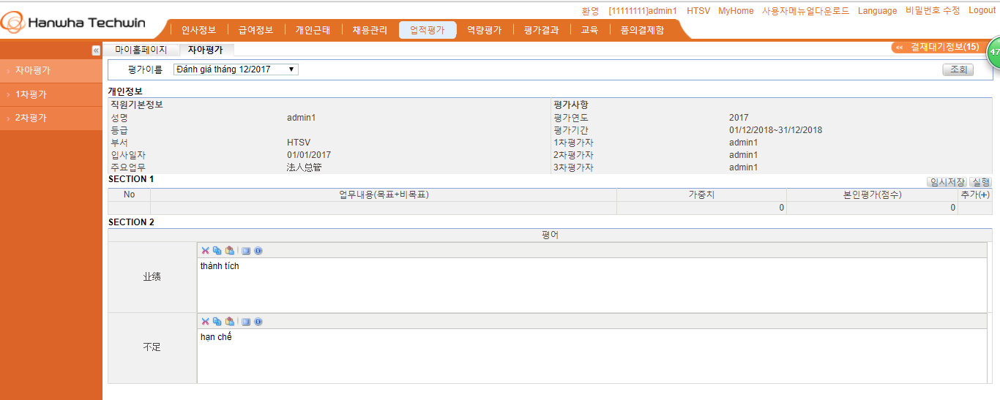 환영 [11111111]admin1 HTSV MyHome 사용자메뉴얼다운로드 Language 비밀번호 수정 Logout
Hanwha Techwin
인사정보 급여정보 개인근태 채용관리 업적평가 역량평가 평가결과 교육 품의결제함
« 마이홈페이지 자아평가 결재대기정보(15)
47
자아평가
1차평가
2차평가
평가이름 Đánh giá tháng 12/2017 조회
개인정보
직원기본정보 평가사항
성명 admin1 평가연도 2017
등급 평가기간 01/12/2018~31/12/2018
부서 HTSV 1차평가자 admin1
입사일자 01/01/2017 2차평가자 admin1
주요업무 法人总管 3차평가자 admin1
SECTION 1 임시저장 실행
No 업무내용(목표+비목표) 가중치 본인평가(점수) 추가(+)
0 0
SECTION 2
평어
业绩 thành tích
不足 hạn chế